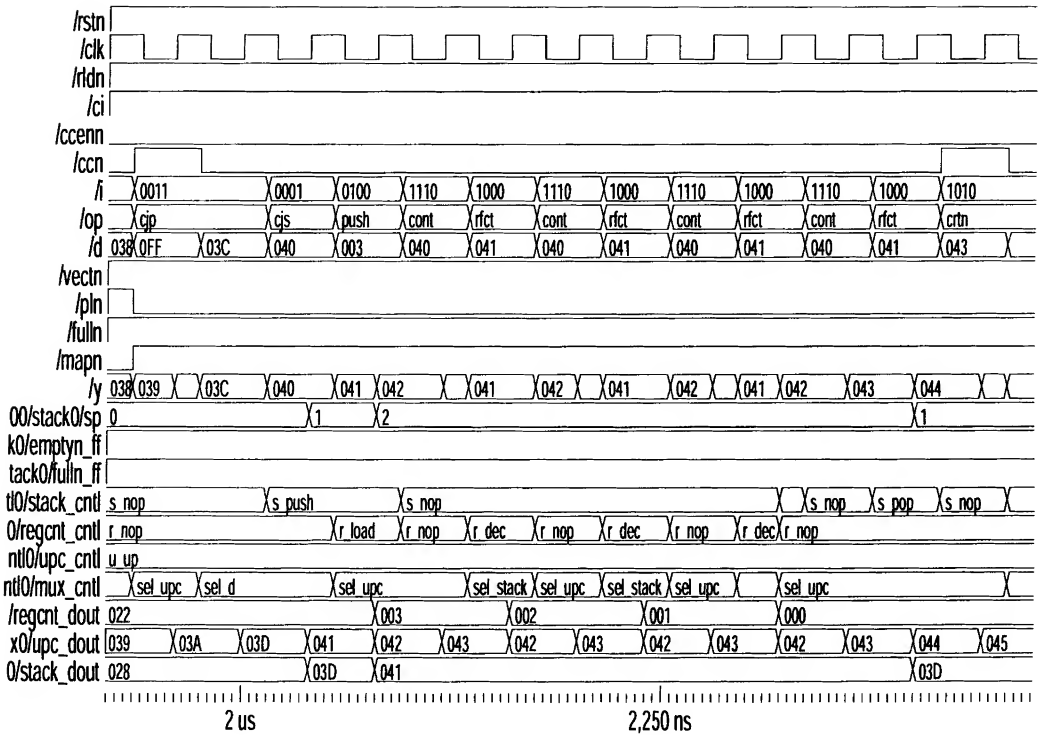 /rstn
/clk
/rldn
/ci
/ccenn
/ccn
/i 0011 0001 0100 1110 1000 1110 1000 1110 1000 1110 1000 1010
/op cjp cjs push cont rfct cont rfct cont rfct cont rfct crtn
/d 038 0FF 03C 040 003 040 041 040 041 040 041 040 041 043
/vectn
/pln
/fulln
/mapn
/y 038 039 03C 040 041 042 041 042 041 042 041 042 043 044
00/stack0/sp 0 1 2 1
k0/emptyn_ff
tack0/fulln_ff
tl0/stack_cntl s_nop s_push s_nop s_nop s_pop s_nop
0/regcnt_cntl r_nop r_load r_nop r_dec r_nop r_dec r_nop r_dec r_nop
ntl0/upc_cntl u_up
ntl0/mux_cntl sel_upc sel_d sel_upc sel_stack sel_upc sel_stack sel_upc sel_upc
/regcnt_dout 022 003 002 001 000
x0/upc_dout 039 03A 03D 041 042 043 042 043 042 043 042 043 044 045
0/stack_dout 028 03D 041 03D
2 us 2,250 ns